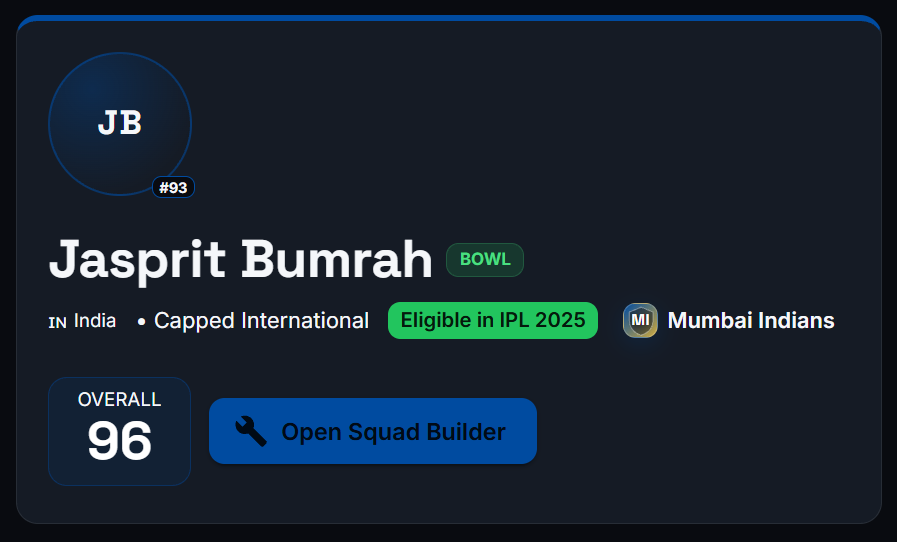 JB
#93
Jasprit Bumrah BOWL
IN India • Capped International Eligible in IPL 2025 MI Mumbai Indians
OVERALL
96
Open Squad Builder